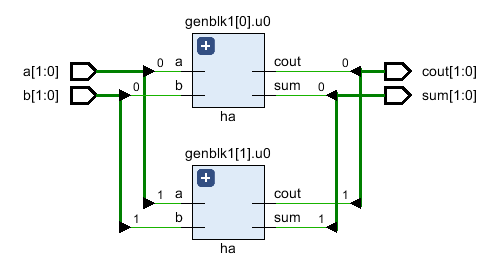 genblk1[0].u0
a[1:0] 0 a cout 0 cout[1:0]
b[1:0] 0 b sum 0 sum[1:0]
ha
genblk1[1].u0
1 a cout 1
1 b sum 1
ha